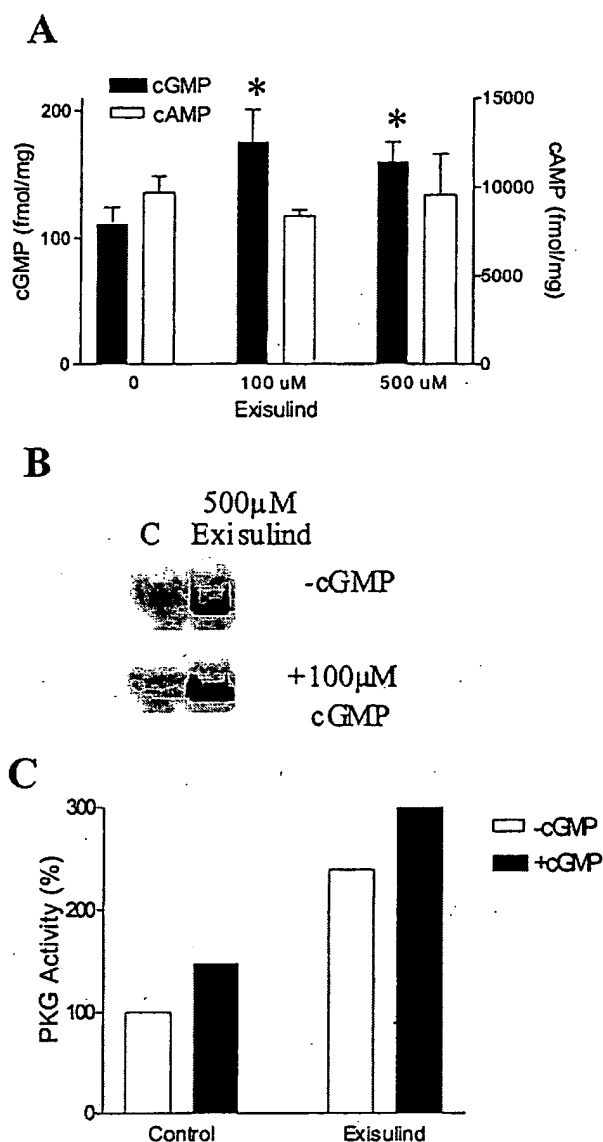 A
cGMP
cAMP
* *
200
100
0
cGMP (fmol/mg)
15000
10000
5000
0
cAMP (fmol/mg)
0 100 uM 500 uM
Exisulind
B
500µM
C Exisulind
-cGMP
+100µM
cGMP
C
300
200
100
0
PKG Activity (%)
-cGMP
+cGMP
Control Exisulind